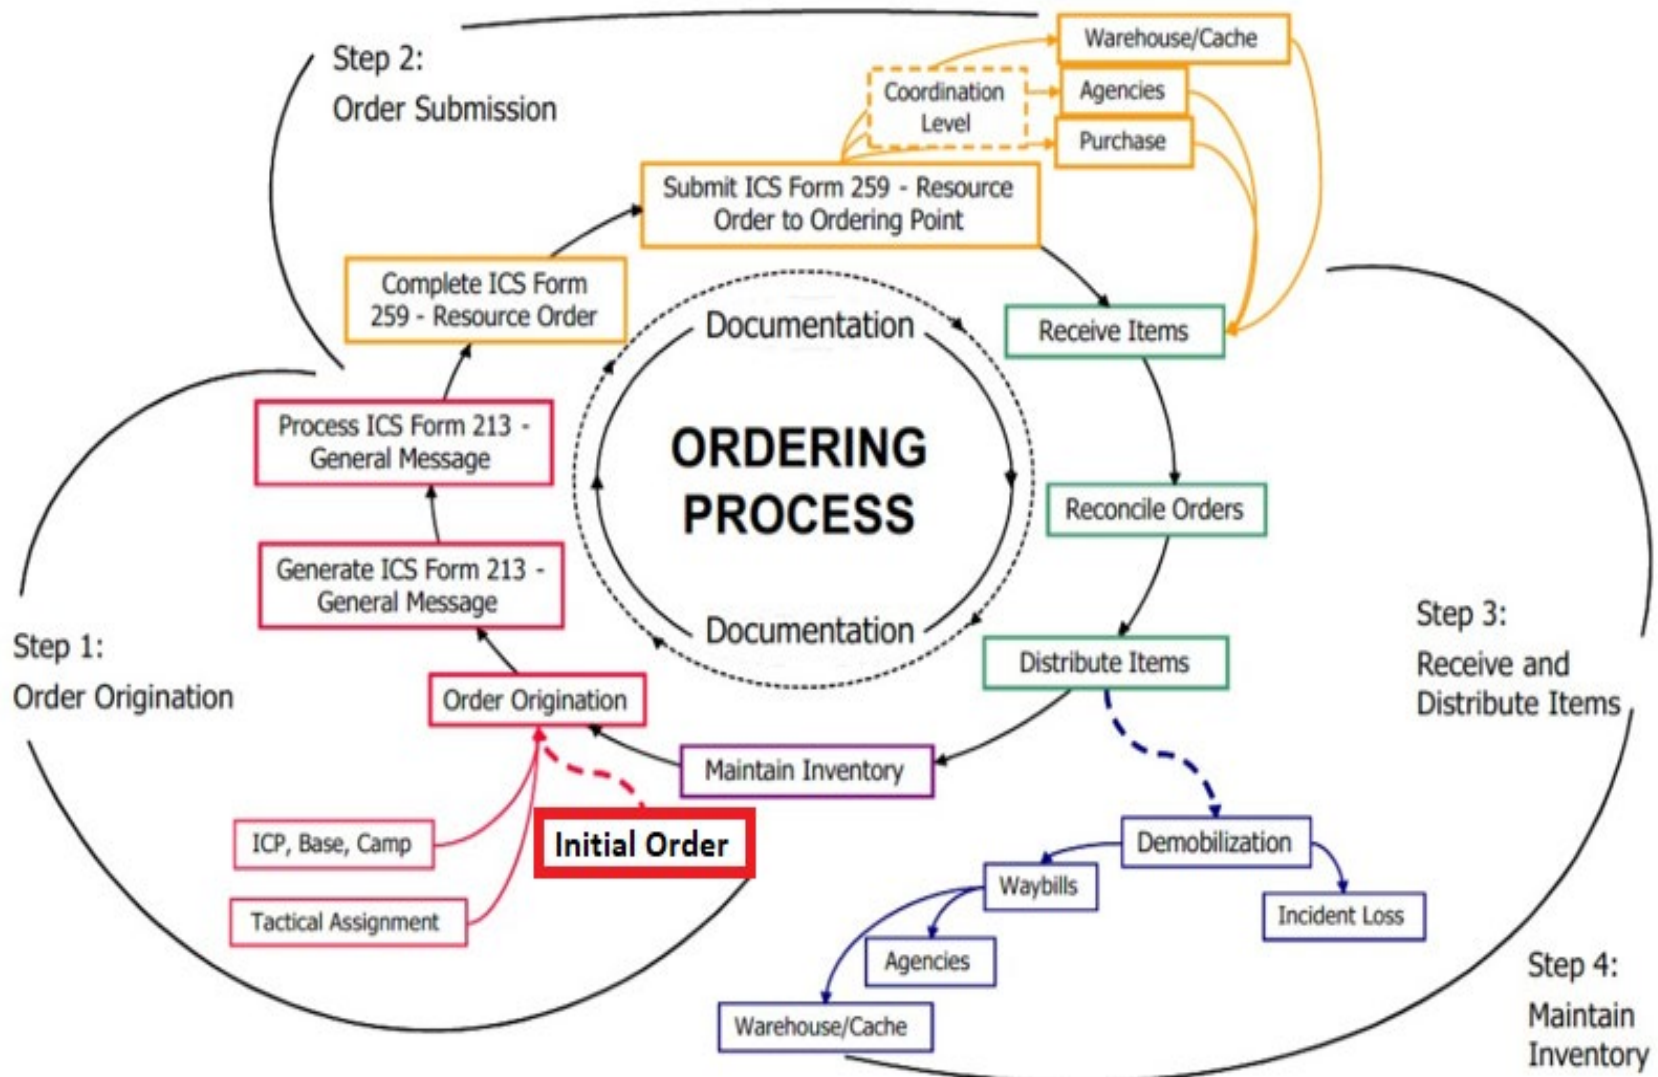 Step 2:
Order Submission
Warehouse/Cache
Coordination
Level
Agencies
Purchase
Submit ICS Form 259 - Resource
Order to Ordering Point
Complete ICS Form
259 - Resource Order
Receive Items
Documentation
Process ICS Form 213 -
General Message
ORDERING
PROCESS
Reconcile Orders
Generate ICS Form 213 -
General Message
Documentation
Distribute Items
Step 3:
Receive and
Distribute Items
Step 1:
Order Origination
Order Origination
Maintain Inventory
ICP, Base, Camp
Initial Order
Tactical Assignment
Demobilization
Waybills
Incident Loss
Agencies
Warehouse/Cache
Step 4:
Maintain
Inventory